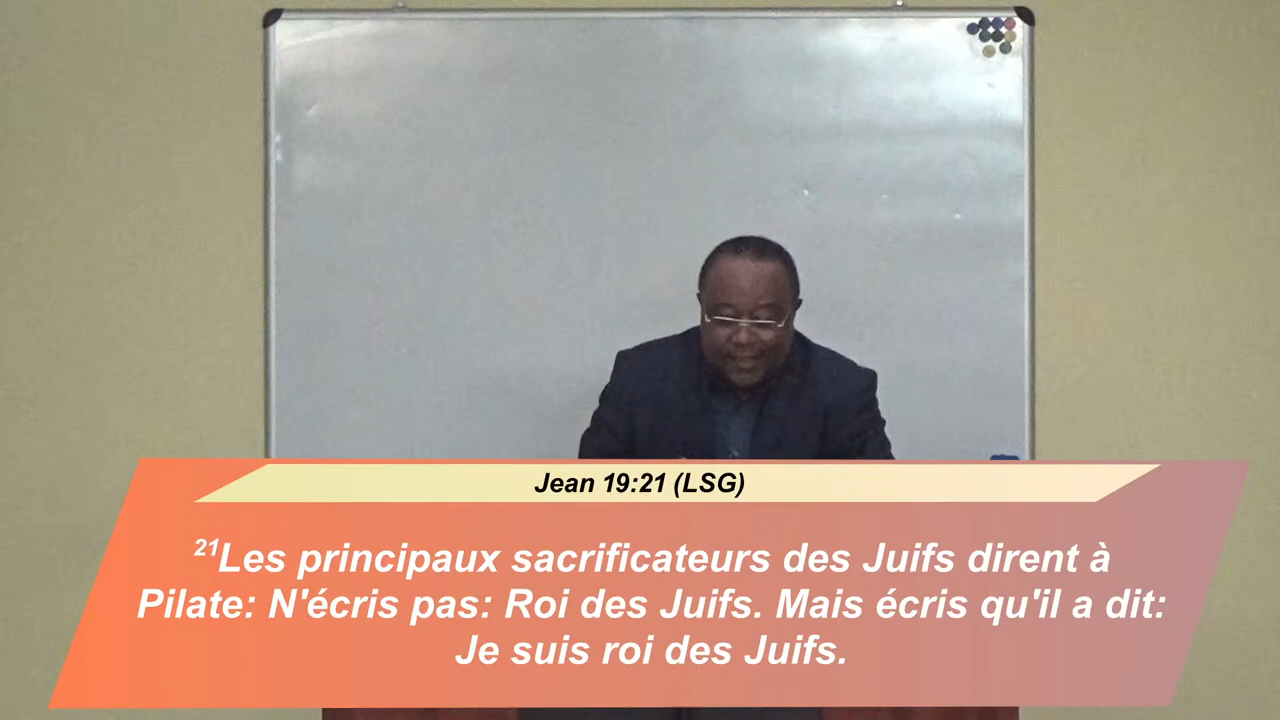 Jean 19:21 (LSG)
21Les principaux sacrificateurs des Juifs dirent à
Pilate: N'écris pas: Roi des Juifs. Mais écris qu'il a dit:
Je suis roi des Juifs.